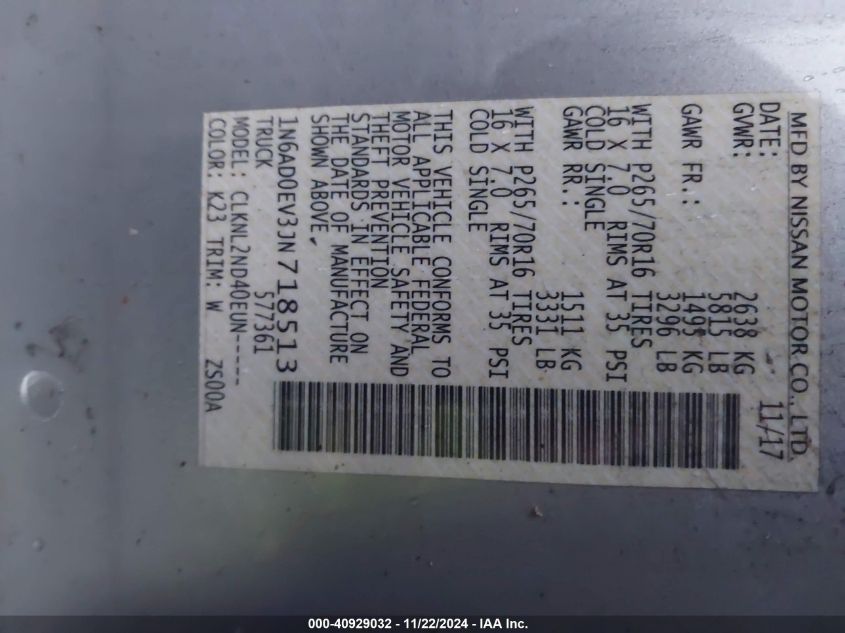 MFD BY NISSAN MOTOR CO., LTD.
DATE: 11/17
GVWR: 2638 KG
5815 LB
GAWR FR.: 1495 KG
3296 LB
WITH P265/70R16 TIRES
16 X 7.0 RIMS AT 35 PSI
COLD SINGLE
GAWR RR.: 1511 KG
3331 LB
WITH P265/70R16 TIRES
16 X 7.0 RIMS AT 35 PSI
COLD SINGLE
THIS VEHICLE CONFORMS TO
ALL APPLICABLE FEDERAL
MOTOR VEHICLE SAFETY AND
THEFT PREVENTION
STANDARDS IN EFFECT ON
THE DATE OF MANUFACTURE
SHOWN ABOVE.
1N6AD0EV3JN718513
TRUCK 577361
MODEL: CLKNL2ND40EUN-----
COLOR: K23 TRIM: W ZS00A
000-40929032 - 11/22/2024 - IAA Inc.